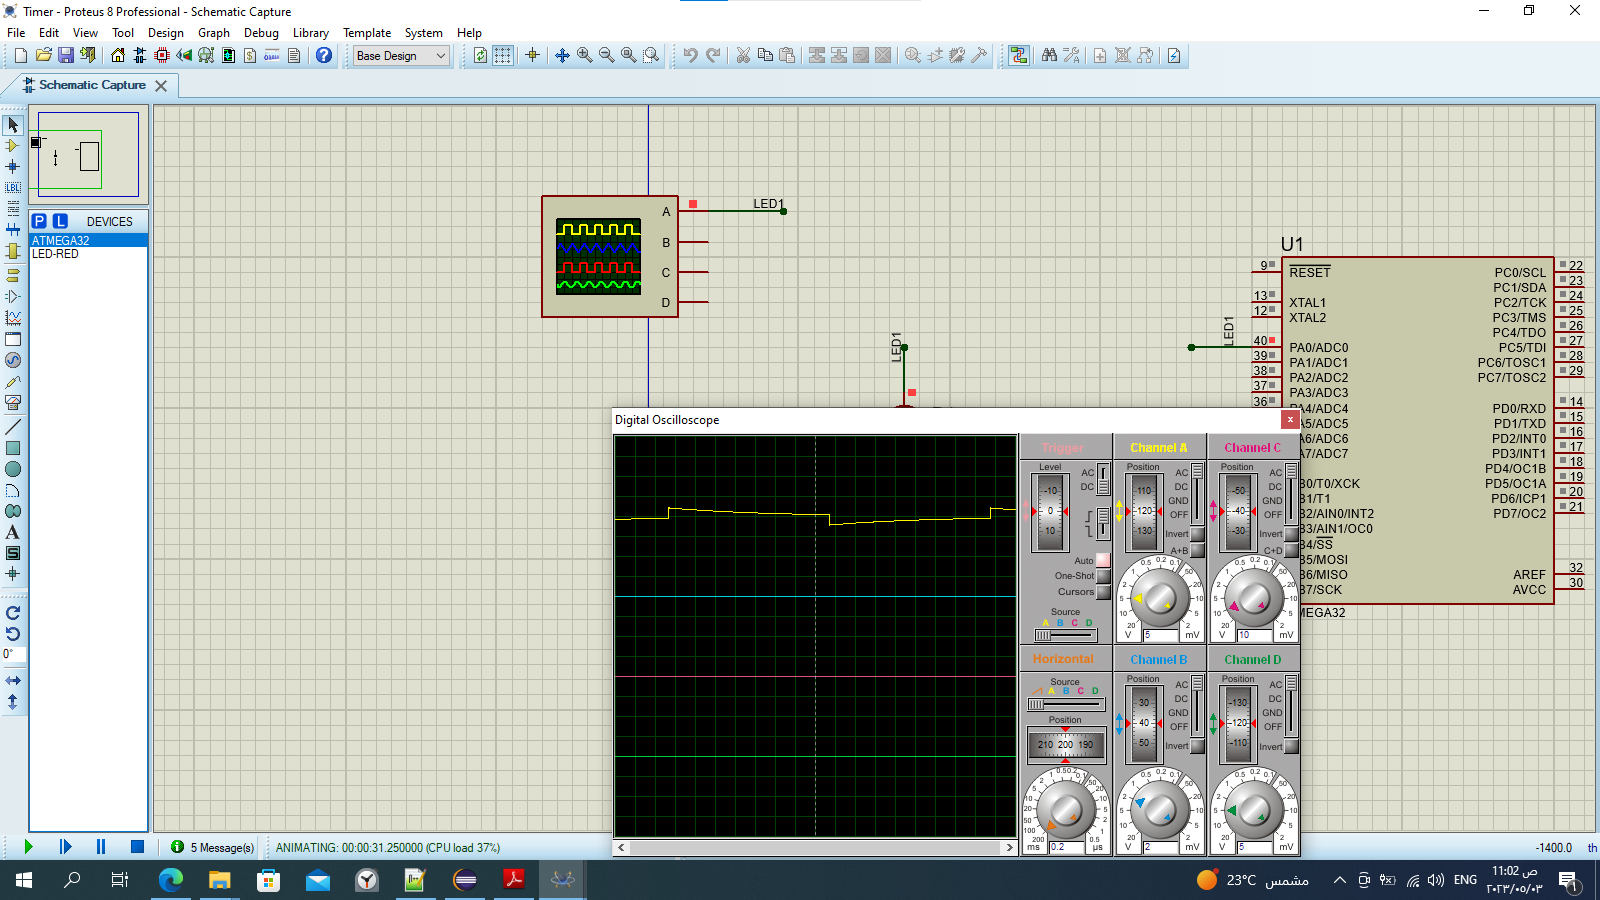 Timer - Proteus 8 Professional - Schematic Capture
File Edit View Tool Design Graph Debug Library Template System Help
Base Design
Schematic Capture
P L DEVICES
ATMEGA32
LED-RED
LBL
A
S
0°
A
B
C
D
LED1
LED1
LED1
U1
9 RESET
13 XTAL1
12 XTAL2
40 PA0/ADC0
39 PA1/ADC1
38 PA2/ADC2
37 PA3/ADC3
36 PA4/ADC4
A5/ADC5
A6/ADC6
A7/ADC7
B0/T0/XCK
B1/T1
B2/AIN0/INT2
B3/AIN1/OC0
B4/SS
B5/MOSI
B6/MISO
B7/SCK
PC0/SCL 22
PC1/SDA 23
PC2/TCK 24
PC3/TMS 25
PC4/TDO 26
PC5/TDI 27
PC6/TOSC1 28
PC7/TOSC2 29
PD0/RXD 14
PD1/TXD 15
PD2/INT0 16
PD3/INT1 17
PD4/OC1B 18
PD5/OC1A 19
PD6/ICP1 20
PD7/OC2 21
AREF 32
AVCC 30
MEGA32
Digital Oscilloscope
Trigger
Level
-10
0
10
AC
DC
Auto
One-Shot
Cursors
Source
A B C D
Channel A
Position
110
120
130
AC
DC
GND
OFF
Invert
A+B
V 5 mV
Channel C
Position
-50
-40
-30
AC
DC
GND
OFF
Invert
C+D
V 10 mV
Horizontal
Source
A B C D
Position
210 200 190
ms 0.2 µs
Channel B
Position
30
40
50
AC
DC
GND
OFF
Invert
V 2 mV
Channel D
Position
-130
-120
-110
AC
DC
GND
OFF
Invert
V 5 mV
5 Message(s)
ANIMATING: 00:00:31.250000 (CPU load 37%)
-1400.0 th
23°C مشمس
ENG
11:02 ص
٢٠٢٣/٠٥/٠٣
1